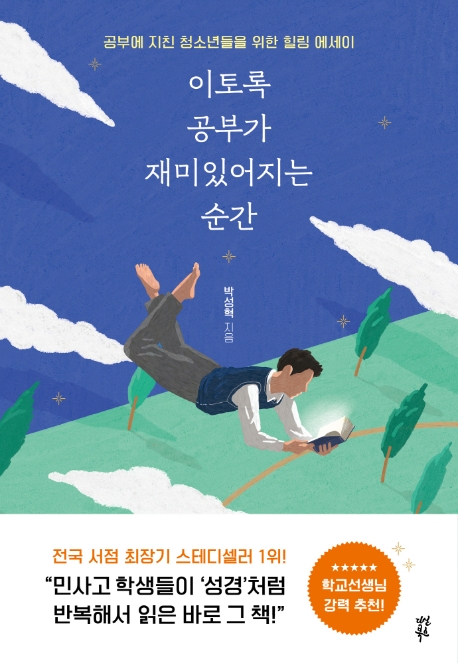 공부에 지친 청소년들을 위한 힐링 에세이
이토록
공부가
재미있어지는
순간
박성혁 지음
전국 서점 최장기 스테디셀러 1위!
“민사고 학생들이 ‘성경’처럼
반복해서 읽은 바로 그 책!”
★★★★★
학교선생님
강력 추천!
다산북스